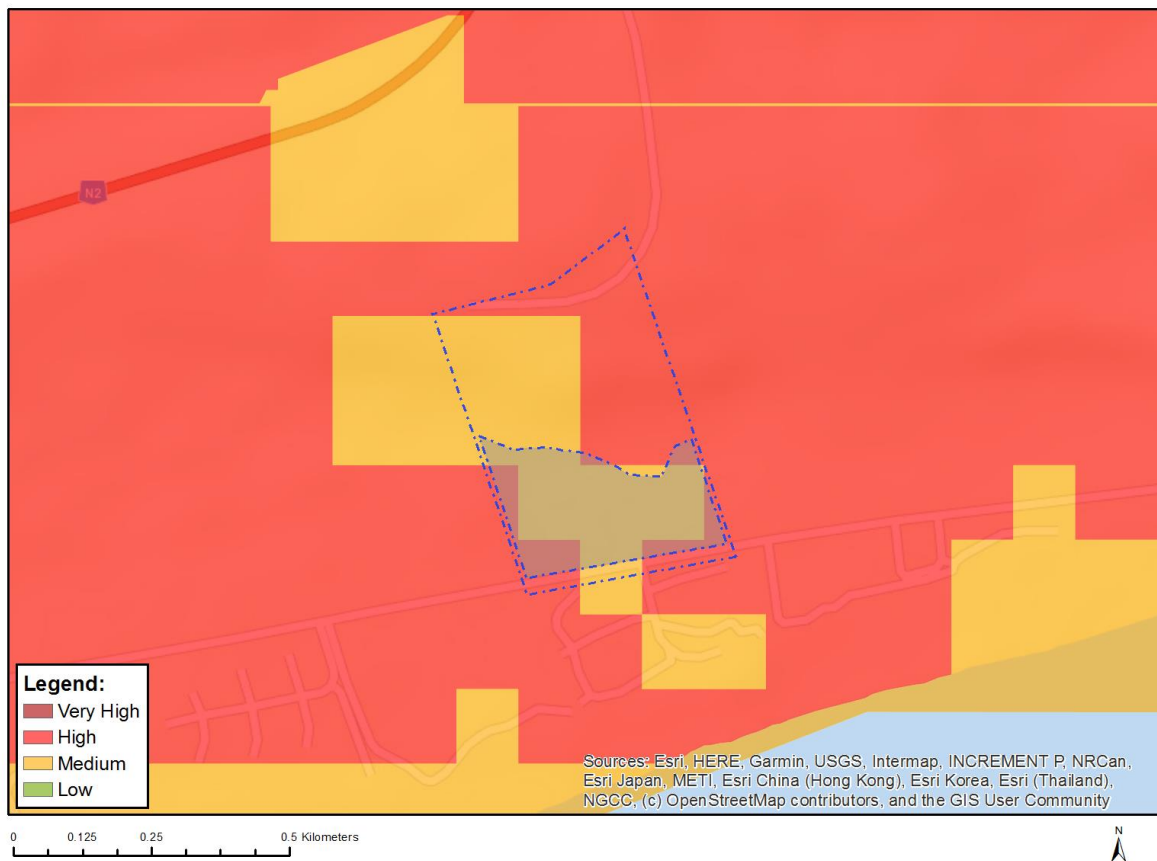 N2
Legend:
Very High
High
Medium
Low
Sources: Esri, HERE, Garmin, USGS, Intermap, INCREMENT P, NRCan,
Esri Japan, METI, Esri China (Hong Kong), Esri Korea, Esri (Thailand),
NGCC, (c) OpenStreetMap contributors, and the GIS User Community
0 0.125 0.25 0.5 Kilometers
N